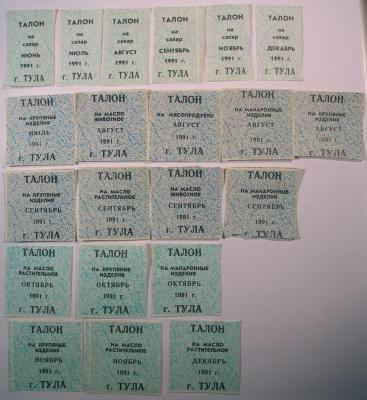 ТАЛОН
на
сахар
ИЮНЬ
1991 г.
г. ТУЛА
ТАЛОН
на
сахар
ИЮЛЬ
1991 г.
г. ТУЛА
ТАЛОН
на
сахар
АВГУСТ
1991 г.
г. ТУЛА
ТАЛОН
на
сахар
СЕНТЯБРЬ
1991 г.
г. ТУЛА
ТАЛОН
на
сахар
НОЯБРЬ
1991 г.
г. ТУЛА
ТАЛОН
на
сахар
ДЕКАБРЬ
1991 г.
г. ТУЛА
ТАЛОН
НА КРУПЯНЫЕ
ИЗДЕЛИЯ
ИЮЛЬ
1991 г.
г. ТУЛА
ТАЛОН
НА МАСЛО
ЖИВОТНОЕ
АВГУСТ
1991 г.
г. ТУЛА
ТАЛОН
НА МЯСОПРОДУКТЫ
АВГУСТ
1991 г.
г. ТУЛА
ТАЛОН
НА МАКАРОННЫЕ
ИЗДЕЛИЯ
АВГУСТ
1991 г.
г. ТУЛА
ТАЛОН
НА КРУПЯНЫЕ
ИЗДЕЛИЯ
АВГУСТ
1991 г.
г. ТУЛА
ТАЛОН
НА КРУПЯНЫЕ
ИЗДЕЛИЯ
СЕНТЯБРЬ
1991 г.
г. ТУЛА
ТАЛОН
НА МАСЛО
РАСТИТЕЛЬНОЕ
СЕНТЯБРЬ
1991 г.
г. ТУЛА
ТАЛОН
НА МАСЛО
ЖИВОТНОЕ
СЕНТЯБРЬ
1991 г.
г. ТУЛА
ТАЛОН
НА МАКАРОННЫЕ
ИЗДЕЛИЯ
СЕНТЯБРЬ
1991 г.
г. ТУЛА
ТАЛОН
НА МАСЛО
РАСТИТЕЛЬНОЕ
ОКТЯБРЬ
1991 г.
г. ТУЛА
ТАЛОН
НА КРУПЯНЫЕ
ИЗДЕЛИЯ
ОКТЯБРЬ
1991 г.
г. ТУЛА
ТАЛОН
НА МАКАРОННЫЕ
ИЗДЕЛИЯ
ОКТЯБРЬ
1991 г.
г. ТУЛА
ТАЛОН
НА КРУПЯНЫЕ
ИЗДЕЛИЯ
НОЯБРЬ
1991 г.
г. ТУЛА
ТАЛОН
НА МАСЛО
РАСТИТЕЛЬНОЕ
НОЯБРЬ
1991 г.
г. ТУЛА
ТАЛОН
НА МАСЛО
РАСТИТЕЛЬНОЕ
ДЕКАБРЬ
1991
г. ТУЛА